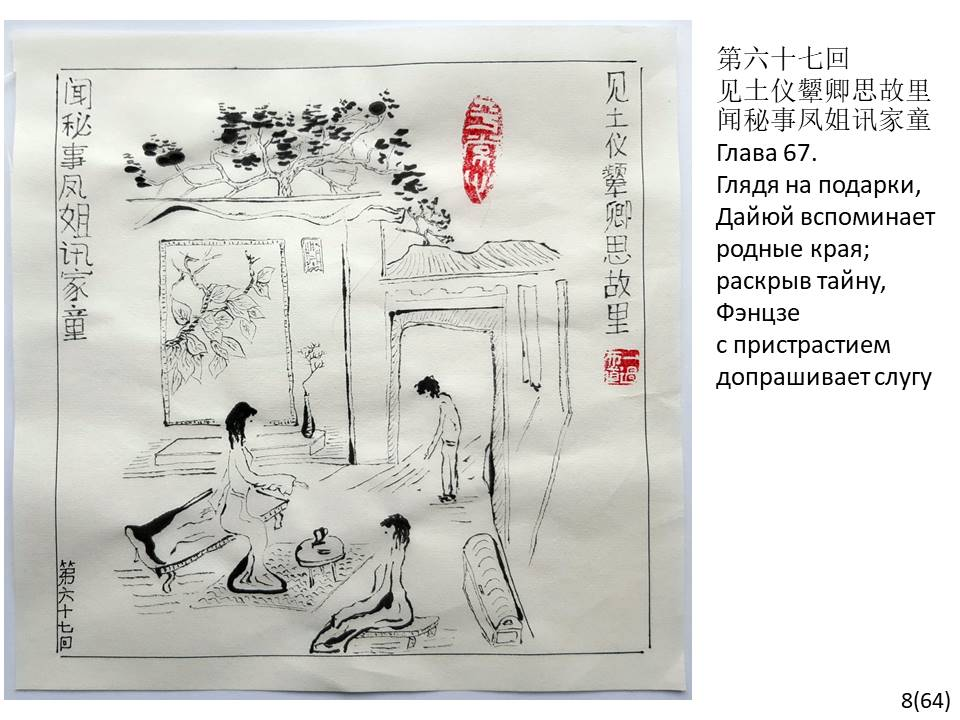 见土仪颦卿思故里
闻秘事凤姐讯家童
第六十七回
第六十七回
见土仪颦卿思故里
闻秘事凤姐讯家童
Глава 67.
Глядя на подарки,
Дайюй вспоминает
родные края;
раскрыв тайну,
Фэнцзе
с пристрастием
допрашивает слугу
8(64)